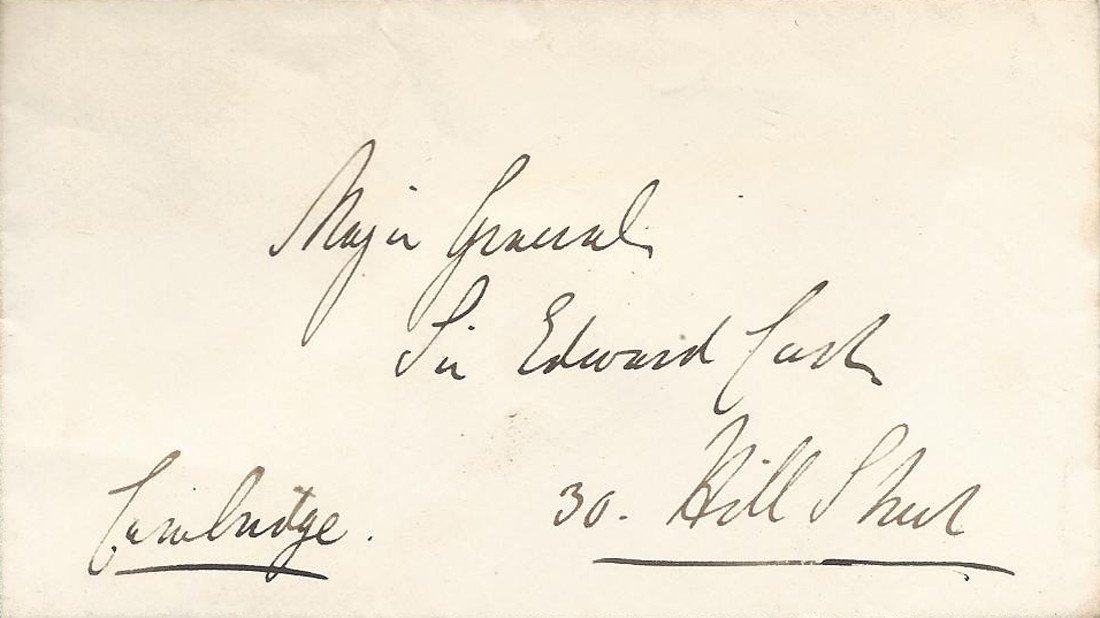 Major General
Sir Edward Cust
30. Hill Street
Cambridge.